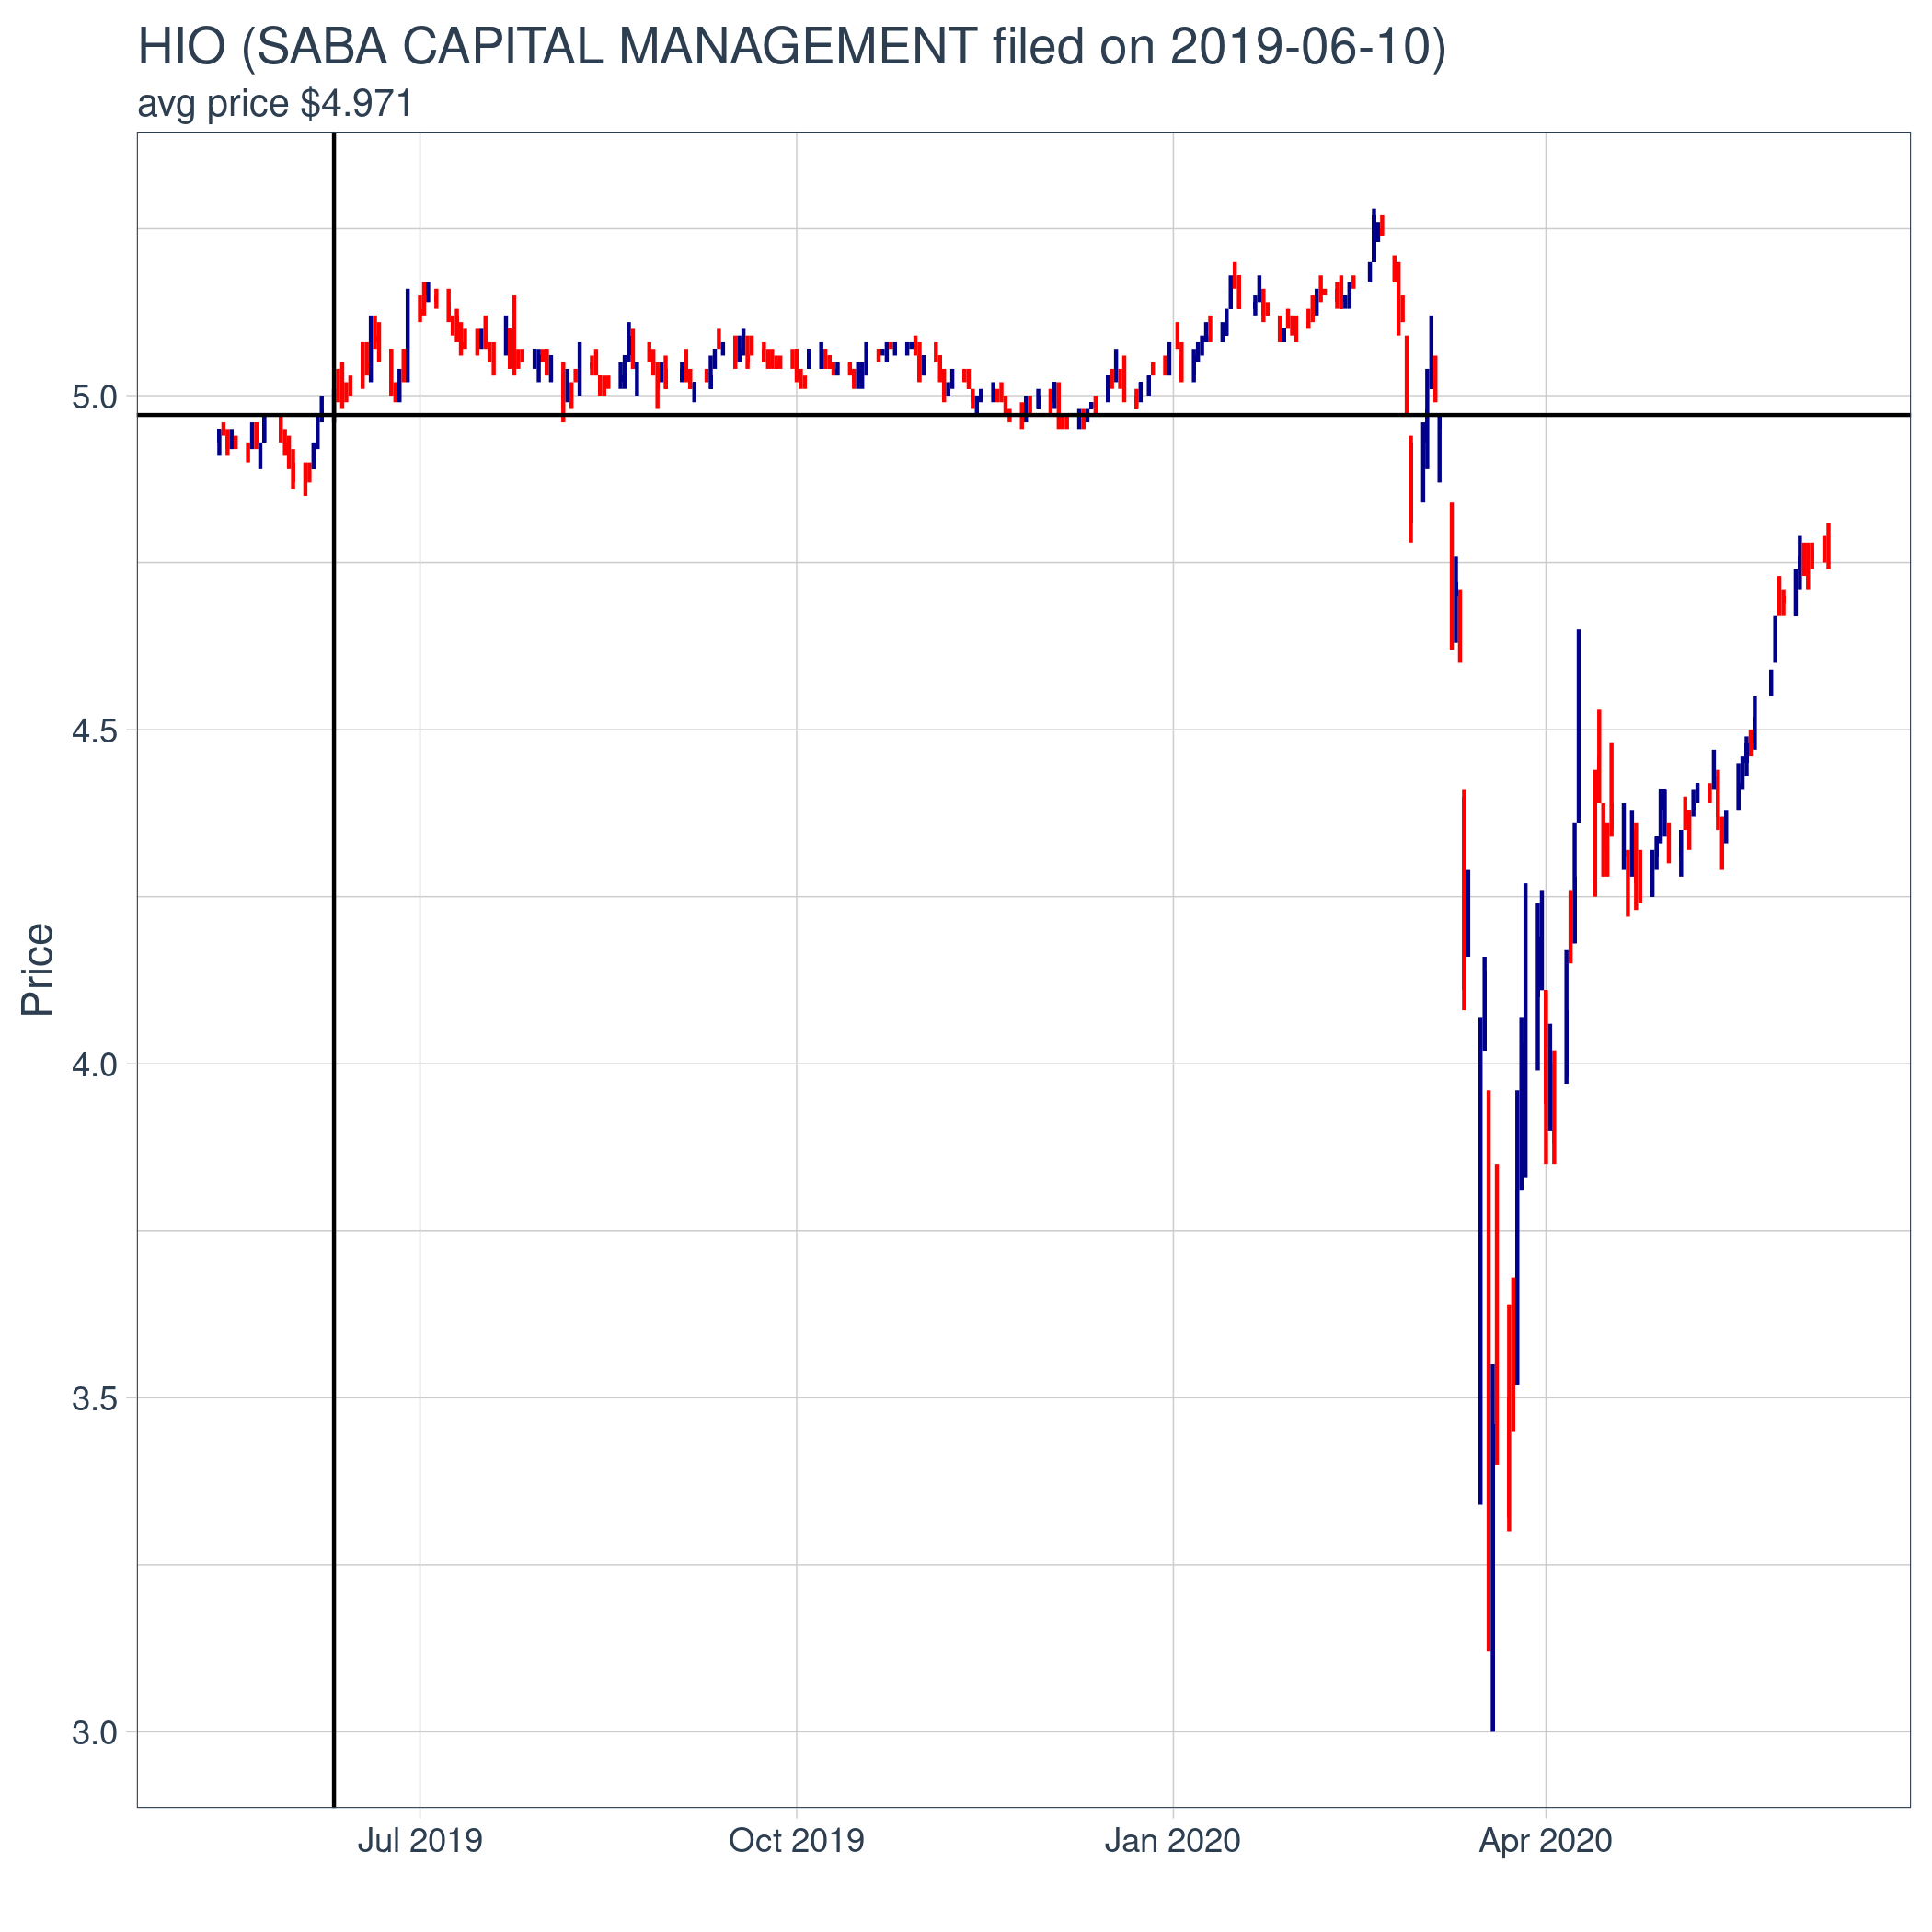 HIO (SABA CAPITAL MANAGEMENT filed on 2019-06-10)
avg price $4.971
Price
5.0
4.5
4.0
3.5
3.0
Jul 2019
Oct 2019
Jan 2020
Apr 2020